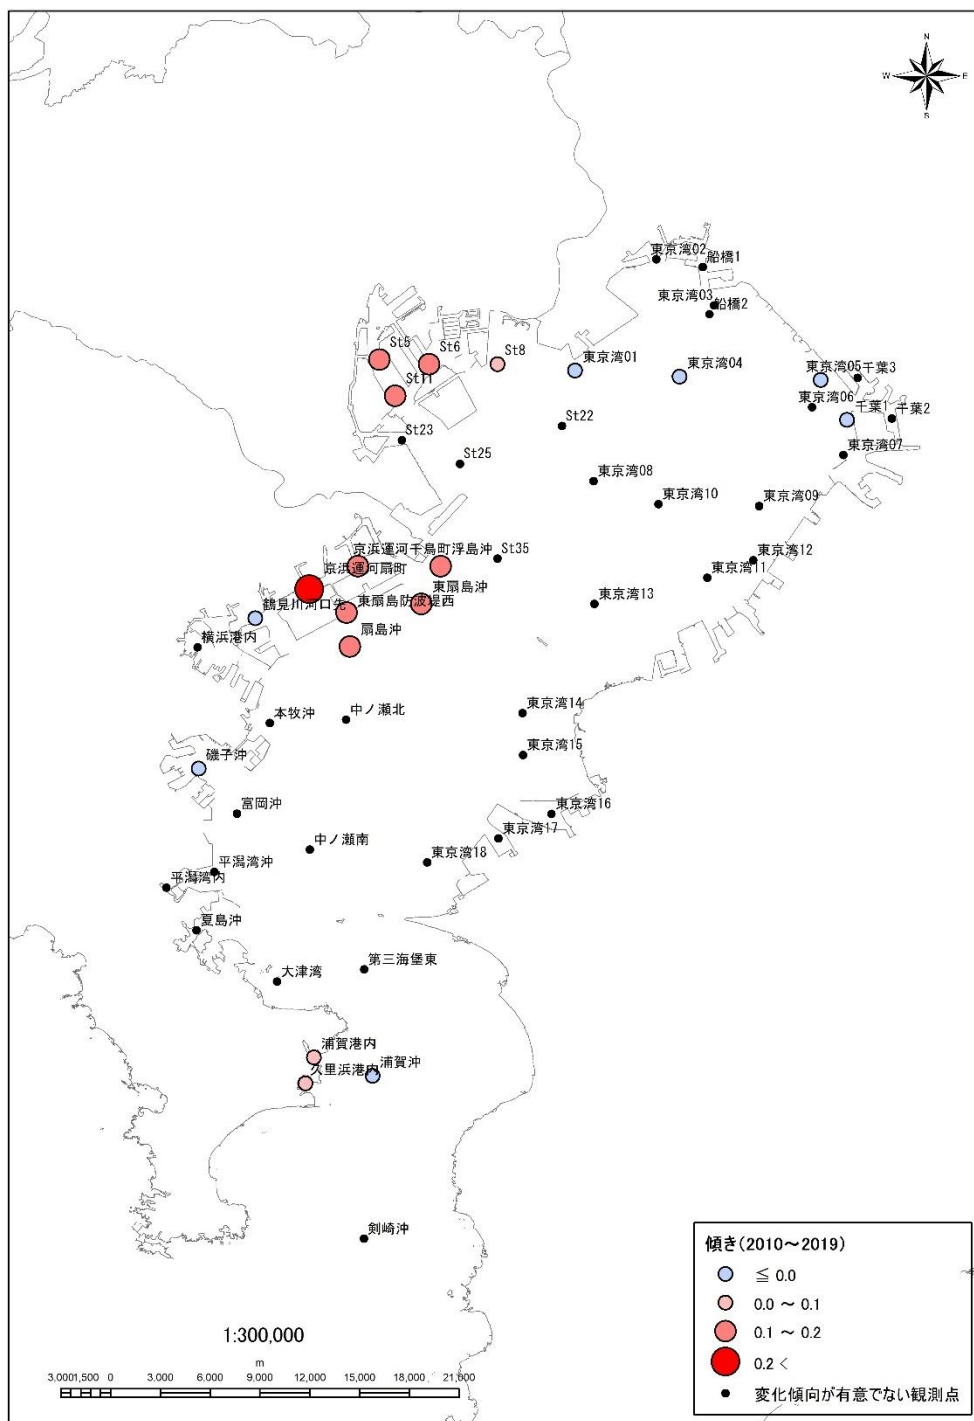 N
W
E
S
東京湾02
船橋1
東京湾03
船橋2
St5
St6
St8
東京湾01
東京湾04
東京湾05
千葉3
St11
東京湾06
千葉1
千葉2
St22
St23
東京湾07
St25
東京湾08
東京湾10
東京湾09
京浜運河千鳥町
浮島沖
St35
東京湾12
京浜運河扇町
東京湾11
東扇島沖
鶴見川河口先
東扇島防波堤西
東京湾13
横浜港内
扇島沖
本牧沖
中ノ瀬北
東京湾14
磯子沖
東京湾15
富岡沖
東京湾16
中ノ瀬南
東京湾17
平潟湾沖
東京湾18
平潟湾内
夏島沖
大津湾
第三海堡東
浦賀港内
久里浜港内
浦賀沖
剣崎沖
傾き(2010～2019)
≦ 0.0
0.0 ～ 0.1
0.1 ～ 0.2
0.2 <
変化傾向が有意でない観測点
1:300,000
m
3,000 1,500 0 3,000 6,000 9,000 12,000 15,000 18,000 21,000